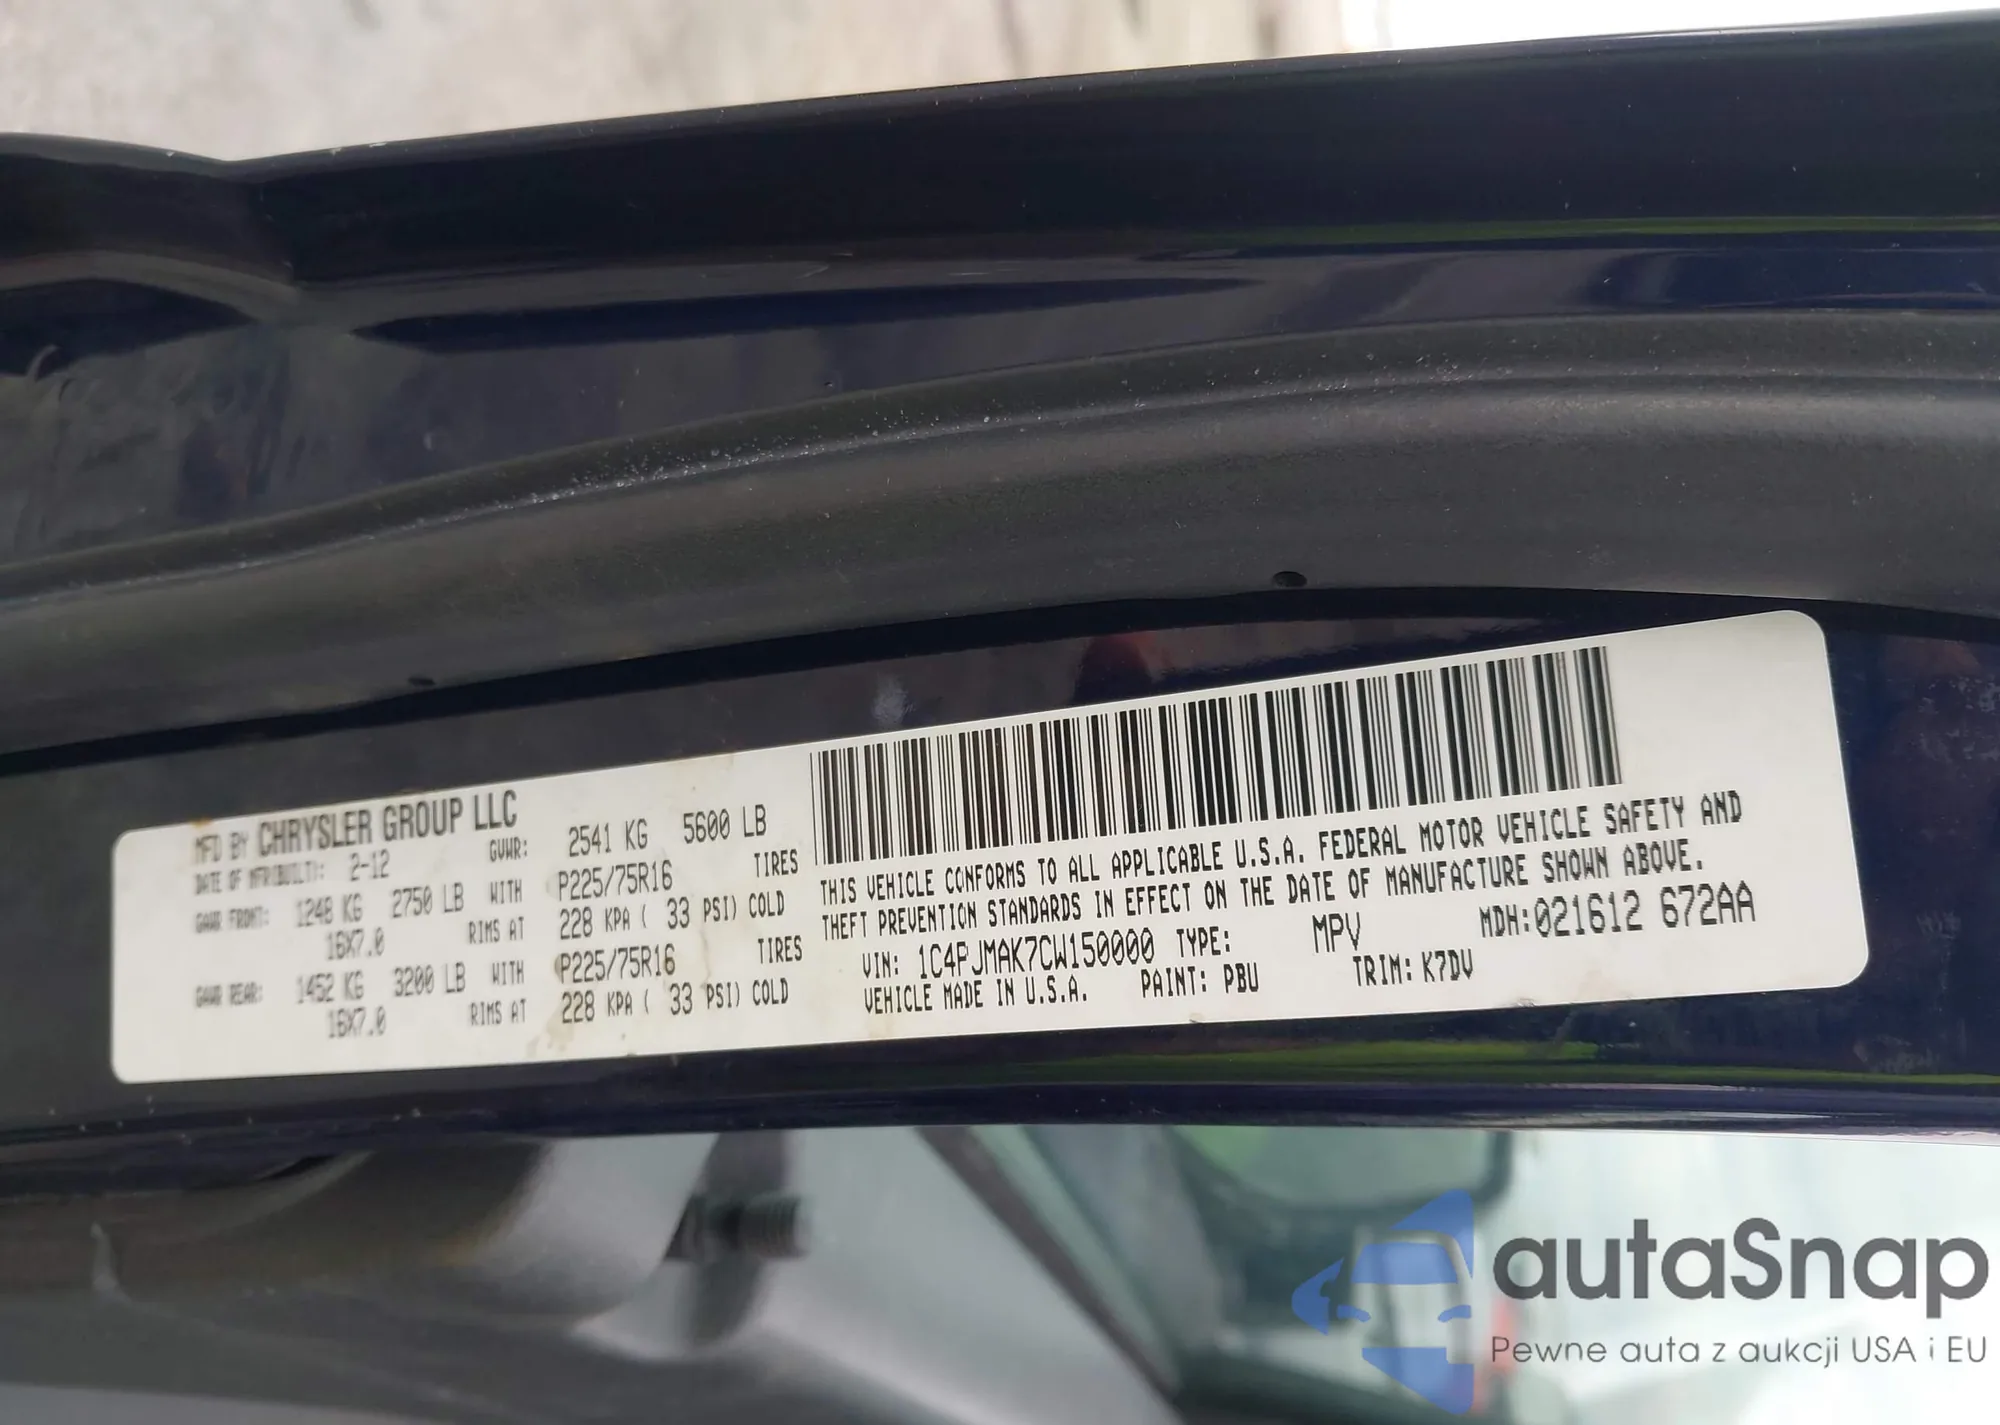 MFD BY CHRYSLER GROUP LLC
DATE OF MFR(BUILT): 2-12 GVWR: 2541 KG 5600 LB
GAWR FRONT: 1248 KG 2750 LB WITH P225/75R16 TIRES
16X7.0 RIMS AT 228 KPA ( 33 PSI) COLD
GAWR REAR: 1452 KG 3200 LB WITH P225/75R16 TIRES
16X7.0 RIMS AT 228 KPA ( 33 PSI) COLD
THIS VEHICLE CONFORMS TO ALL APPLICABLE U.S.A. FEDERAL MOTOR VEHICLE SAFETY AND
THEFT PREVENTION STANDARDS IN EFFECT ON THE DATE OF MANUFACTURE SHOWN ABOVE.
VIN: 1C4PJMAK7CW150000 TYPE: MPV MDH:021612 672AA
VEHICLE MADE IN U.S.A. PAINT: PBU TRIM: K7DV
autaSnap
Pewne auta z aukcji USA i EU